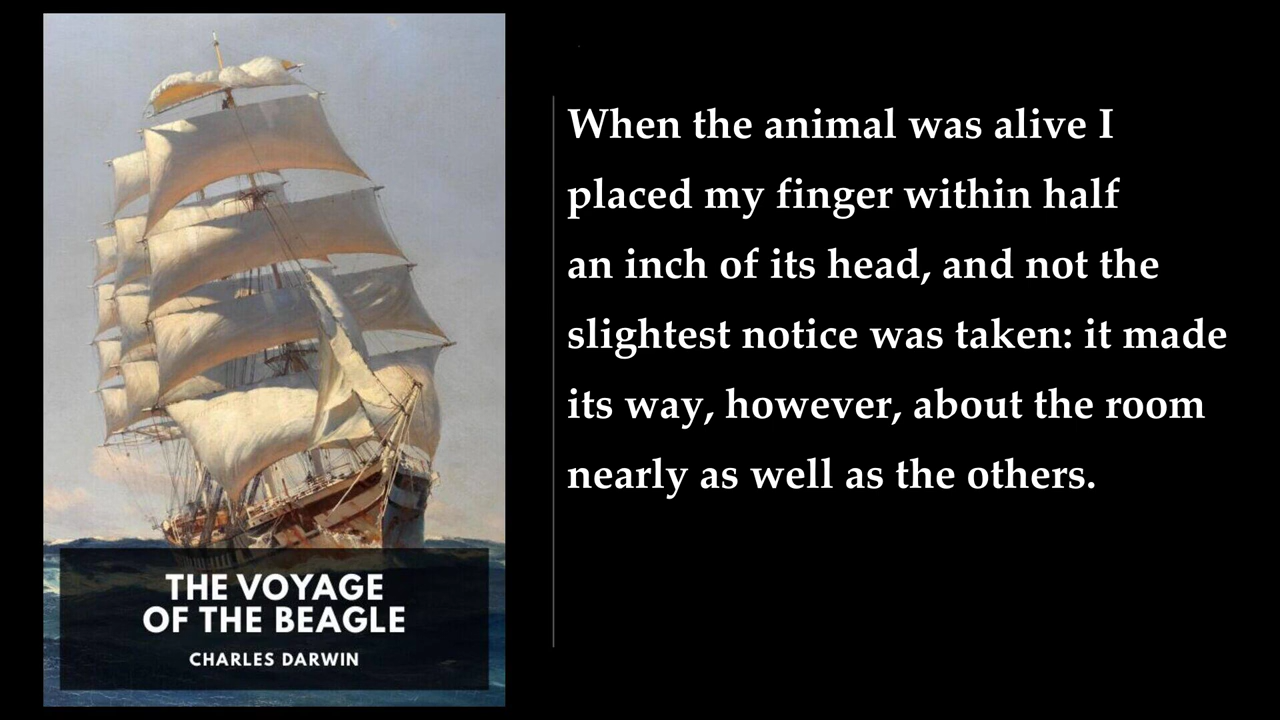 THE VOYAGE
OF THE BEAGLE
CHARLES DARWIN
When the animal was alive I
placed my finger within half
an inch of its head, and not the
slightest notice was taken: it made
its way, however, about the room
nearly as well as the others.